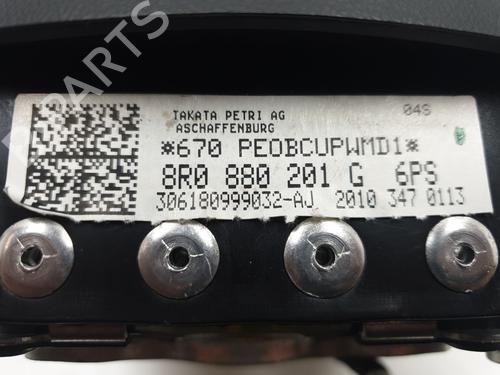 TAKATA PETRI AG
ASCHAFFENBURG
04S
*670 PEOBCUPWMD1*
8R0 880 201 G 6PS
306180999032-AJ 2010 347 0113
B-PARTS